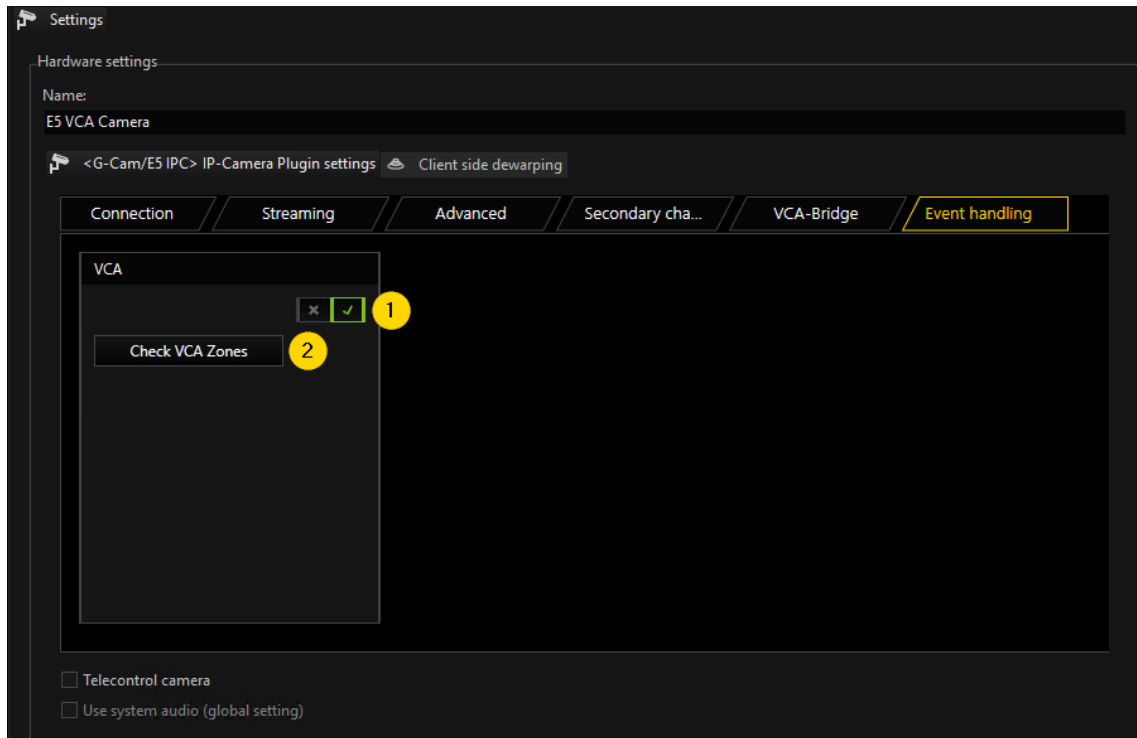 Settings
Hardware settings
Name:
E5 VCA Camera
<G-Cam/E5 IPC> IP-Camera Plugin settings Client side dewarping
Connection Streaming Advanced Secondary cha... VCA-Bridge Event handling
VCA
1
Check VCA Zones 2
Telecontrol camera
Use system audio (global setting)